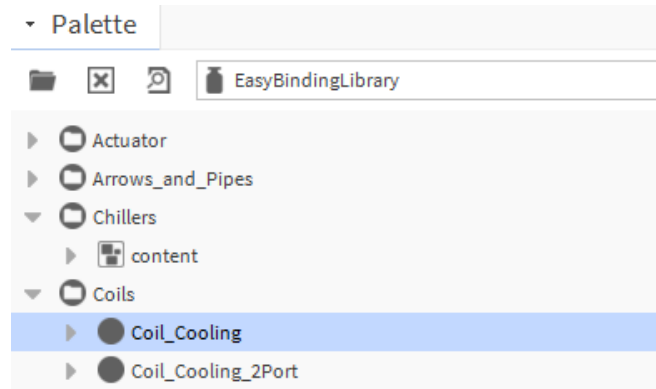 Palette
EasyBindingLibrary
Actuator
Arrows_and_Pipes
Chillers
content
Coils
Coil_Cooling
Coil_Cooling_2Port